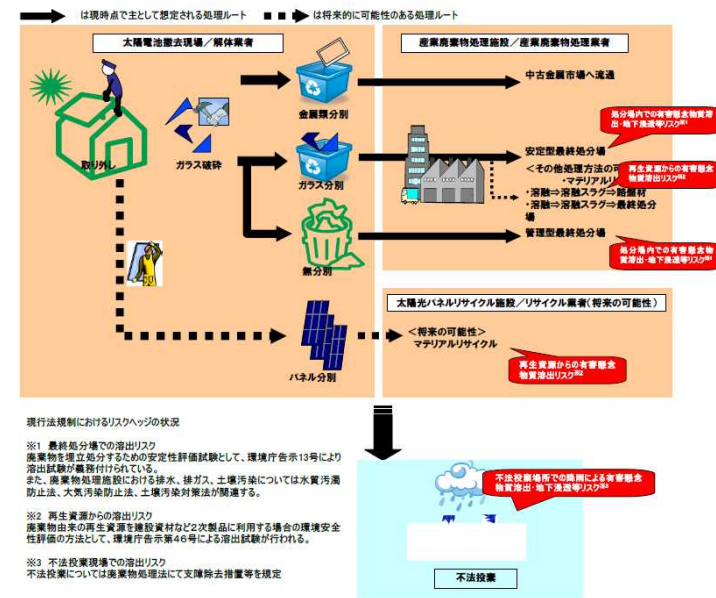 は現時点で主として想定される処理ルート
は将来的に可能性のある処理ルート
太陽電池撤去現場／解体業者
産業廃棄物処理施設／産業廃棄物処理業者
取り外し
ガラス破砕
金属類分別
中古金属市場へ流通
処分場内での有害懸念物質溶
出・地下浸透等リスク※1
ガラス分別
安定型最終処分場
＜その他処理方法の可
・マテリアルリ
・溶融⇒溶融スラグ⇒路盤材
・溶融⇒溶融スラグ⇒最終処分
場
再生資源からの有害懸念
物質溶出リスク※2
無分別
管理型最終処分場
処分場内での有害懸念物
質溶出・地下浸透等リスク※1
太陽光パネルリサイクル施設／リサイクル業者(将来の可能性)
パネル分別
＜将来の可能性＞
マテリアルリサイクル
再生資源からの有害懸念
物質溶出リスク※2
現行法規制におけるリスクヘッジの状況
※1 最終処分場での溶出リスク
廃棄物を埋立処分するための安定性評価試験として、環境庁告示13号により
溶出試験が義務付けられている。
また、廃棄物処理施設における排水、排ガス、土壌汚染については水質汚濁
防止法、大気汚染防止法、土壌汚染対策法が関連する。
※2 再生資源からの溶出リスク
廃棄物由来の再生資源を建設資材など2次製品に利用する場合の環境安全
性評価の方法として、環境庁告示第46号による溶出試験が行われる。
※3 不法投棄現場での溶出リスク
不法投棄については廃棄物処理法にて支障除去措置等を規定
不法投棄場所での降雨による有害懸念
物質溶出・地下浸透等リスク※3
不法投棄